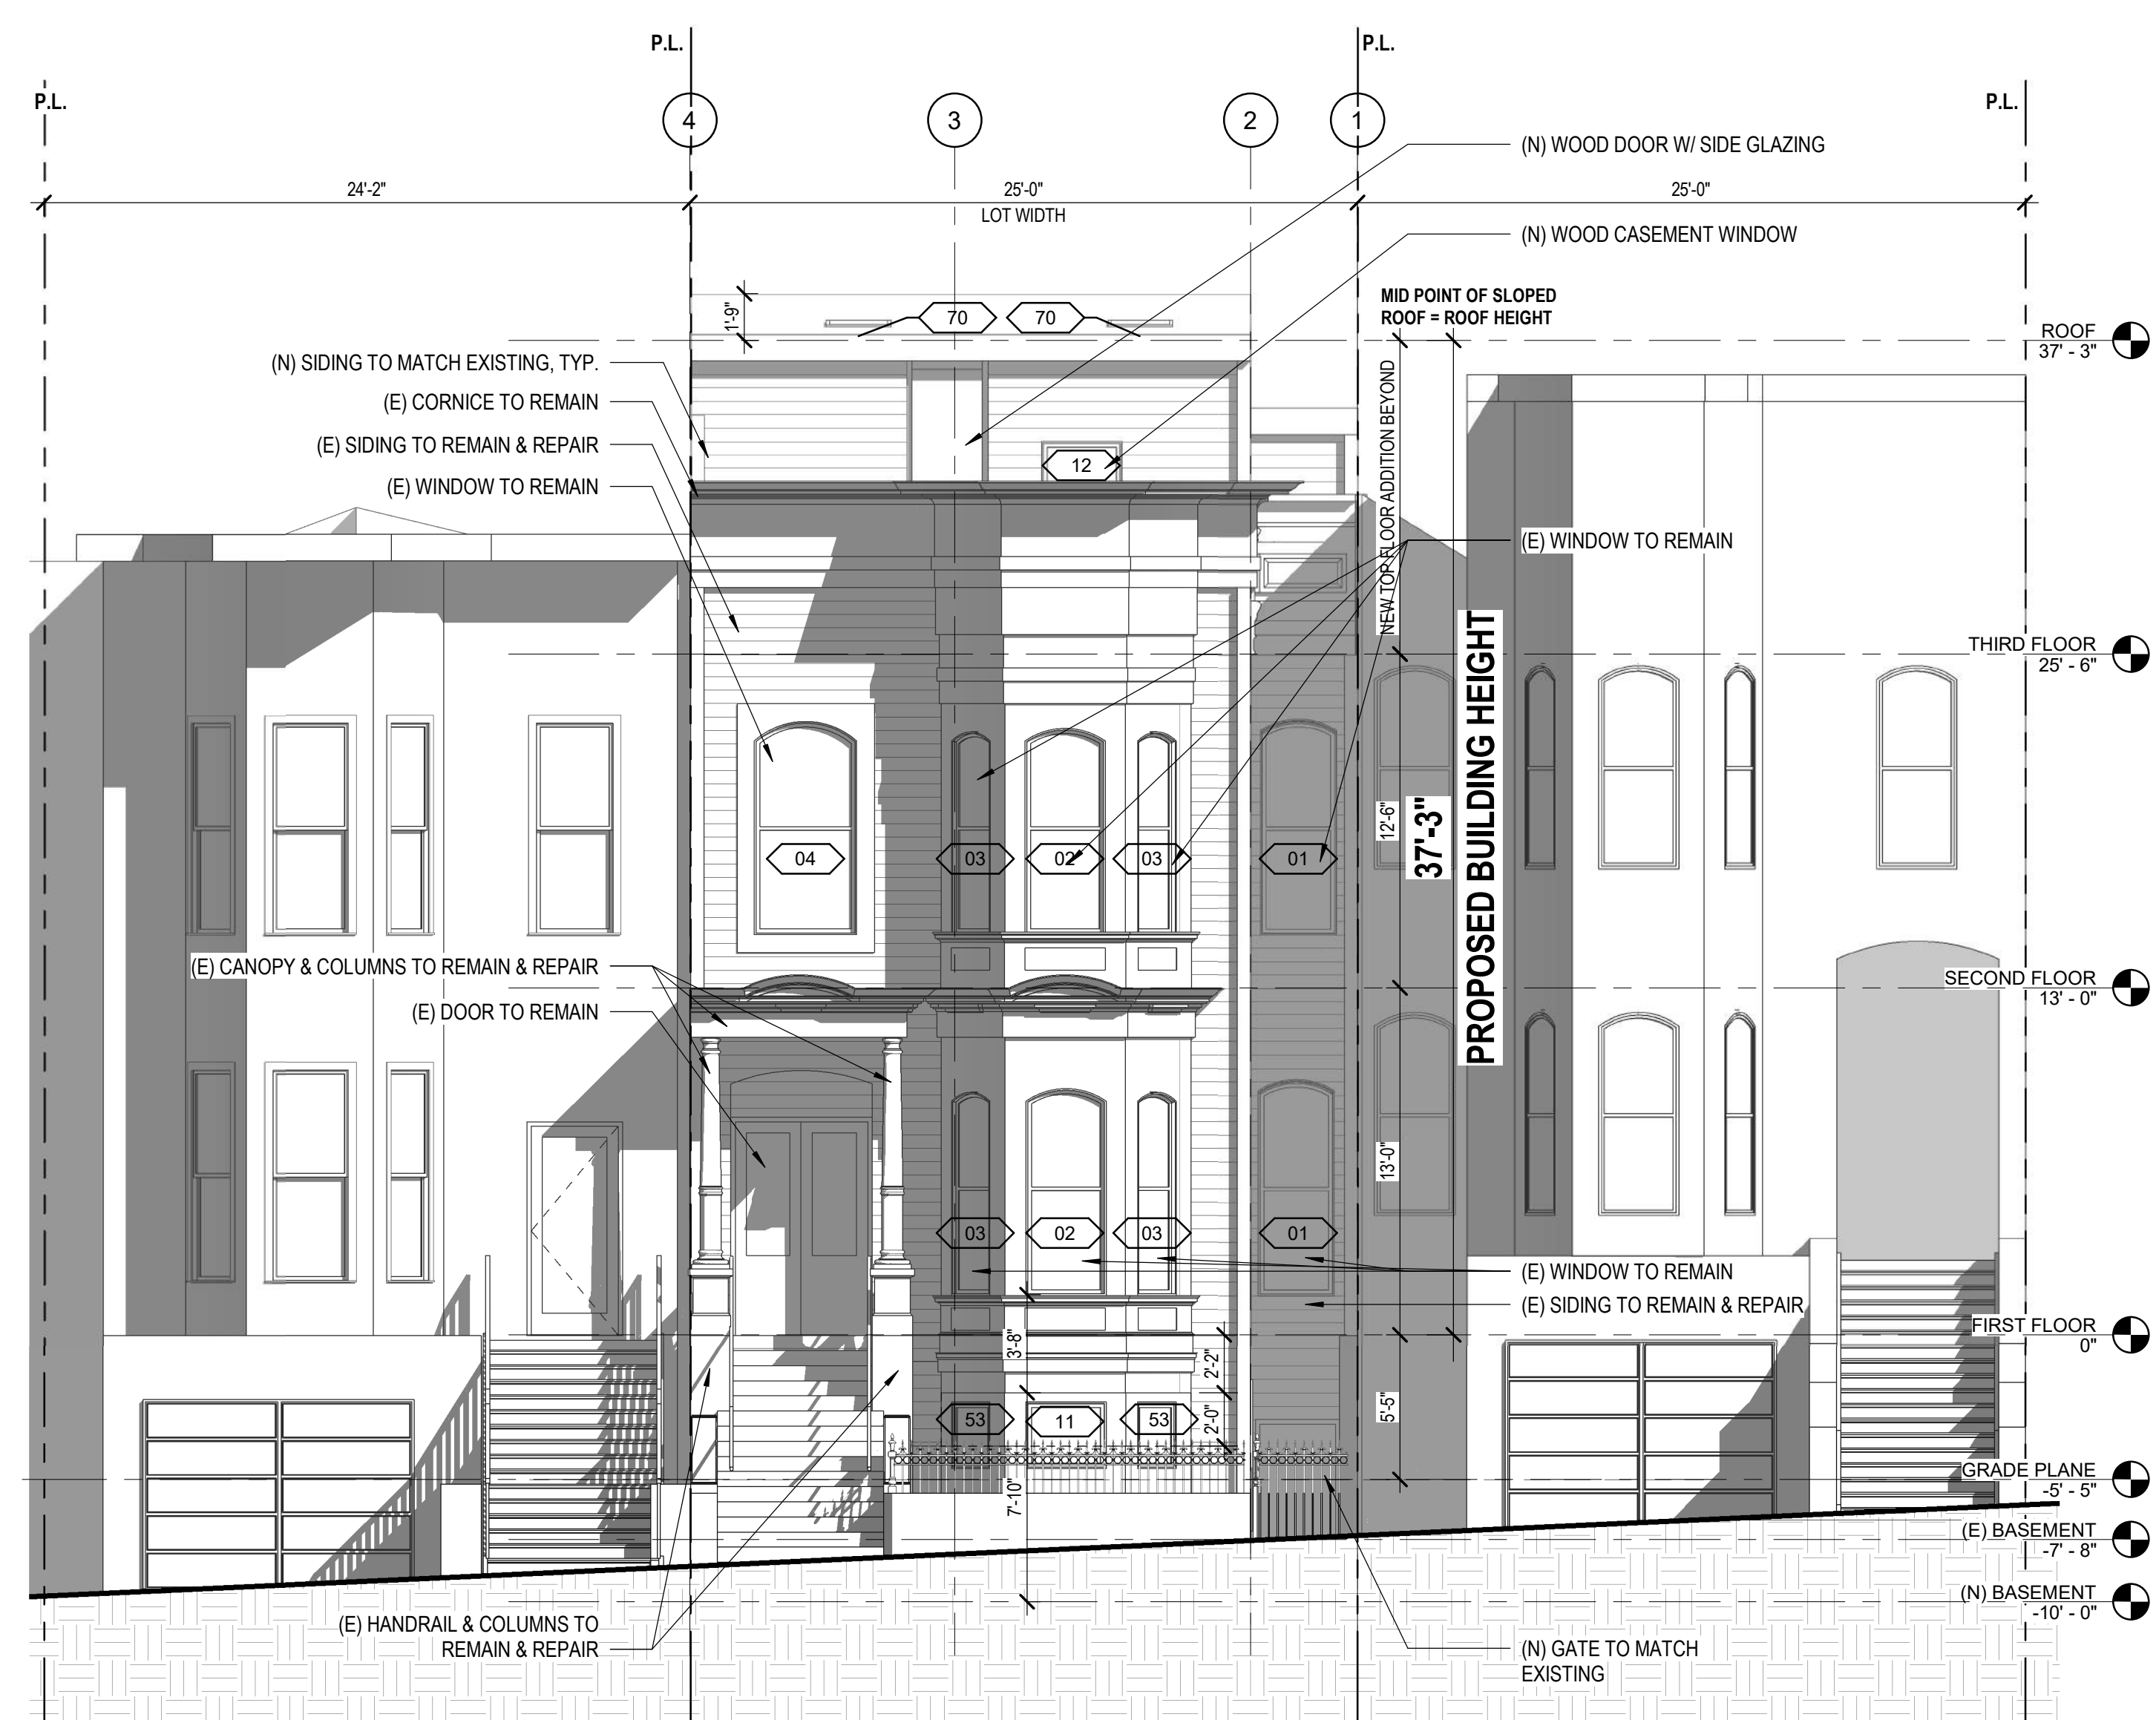 P.L.
P.L.
P.L.
P.L.
4
3
2
1
(N) WOOD DOOR W/ SIDE GLAZING
24'-2"
25'-0"
LOT WIDTH
25'-0"
(N) WOOD CASEMENT WINDOW
MID POINT OF SLOPED
ROOF = ROOF HEIGHT
1'-9"
70
70
ROOF
37' - 3"
(N) SIDING TO MATCH EXISTING, TYP.
(E) CORNICE TO REMAIN
(E) SIDING TO REMAIN & REPAIR
(E) WINDOW TO REMAIN
12
NEW TOP FLOOR ADDITION BEYOND
(E) WINDOW TO REMAIN
THIRD FLOOR
25' - 6"
12'-6"
37'-3"
PROPOSED BUILDING HEIGHT
04
03
02
03
01
(E) CANOPY & COLUMNS TO REMAIN & REPAIR
(E) DOOR TO REMAIN
SECOND FLOOR
13' - 0"
13'-0"
03
02
03
01
(E) WINDOW TO REMAIN
(E) SIDING TO REMAIN & REPAIR
FIRST FLOOR
0"
3'-8"
2'-2"
5'-5"
53
11
53
2'-0"
7'-10"
GRADE PLANE
-5' - 5"
(E) BASEMENT
-7' - 8"
(N) BASEMENT
-10' - 0"
(E) HANDRAIL & COLUMNS TO
REMAIN & REPAIR
(N) GATE TO MATCH
EXISTING